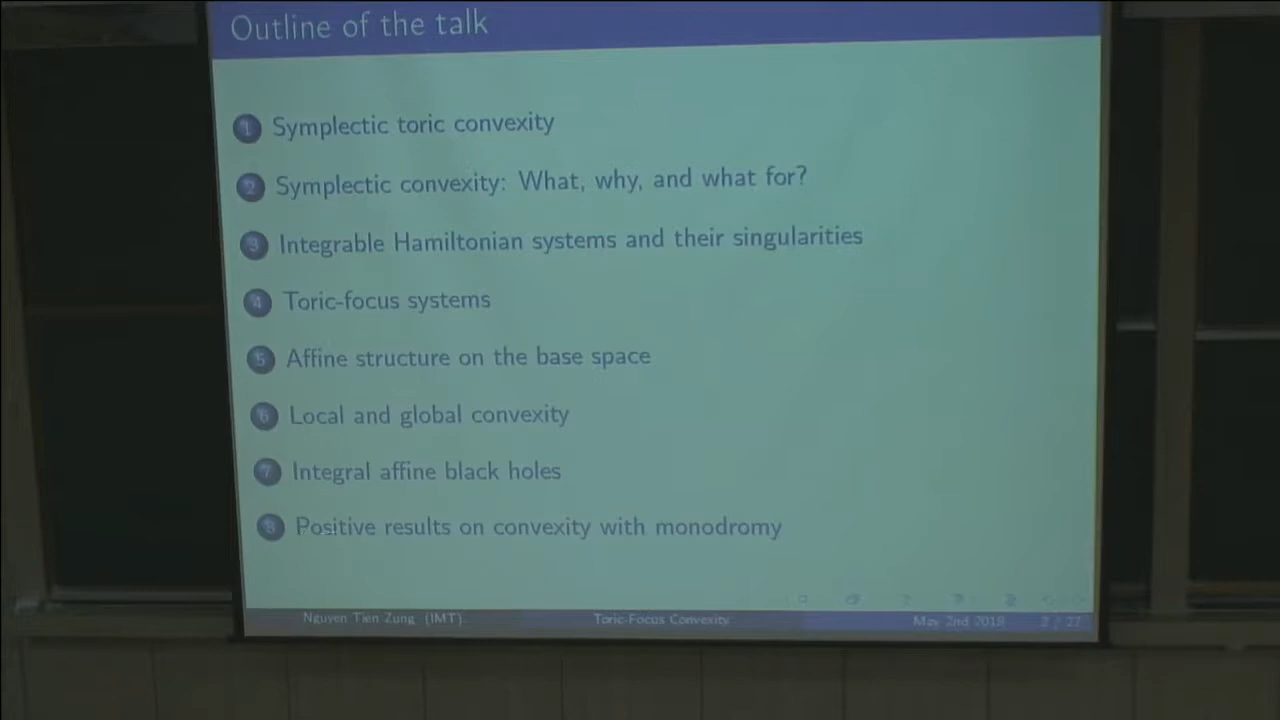 Outline of the talk
1 Symplectic toric convexity
2 Symplectic convexity: What, why, and what for?
3 Integrable Hamiltonian systems and their singularities
4 Toric-focus systems
5 Affine structure on the base space
6 Local and global convexity
7 Integral affine black holes
8 Positive results on convexity with monodromy
Nguyen Tien Zung (IMT) Toric-Focus Convexity May 2nd 2018 2 / 27